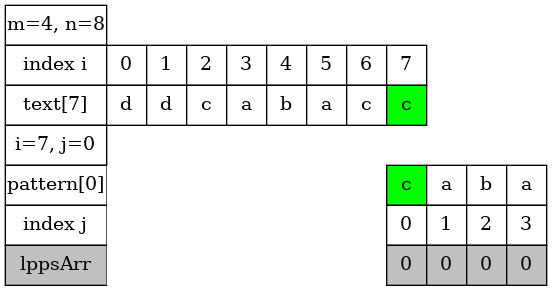 m=4, n=8
index i 0 1 2 3 4 5 6 7
text[7] d d c a b a c c
i=7, j=0
pattern[0] c a b a
index j 0 1 2 3
lppsArr 0 0 0 0